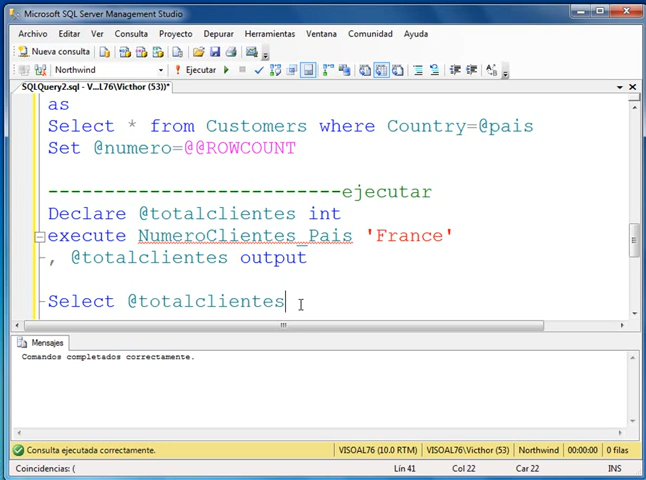 Microsoft SQL Server Management Studio
Archivo Editar Ver Consulta Proyecto Depurar Herramientas Ventana Comunidad Ayuda
Nueva consulta
Northwind Ejecutar
SQLQuery2.sql - V...L76\Victhor (53))*
as
Select * from Customers where Country=@pais
Set @numero=@@ROWCOUNT
--------------------------ejecutar
Declare @totalclientes int
execute NumeroClientes_Pais 'France'
, @totalclientes output
Select @totalclientes
Mensajes
Comandos completados correctamente.
Consulta ejecutada correctamente. VISOAL76 (10.0 RTM) VISOAL76\Victhor (53) Northwind 00:00:00 0 filas
Coincidencias: ( Lín 41 Col 22 Car 22 INS